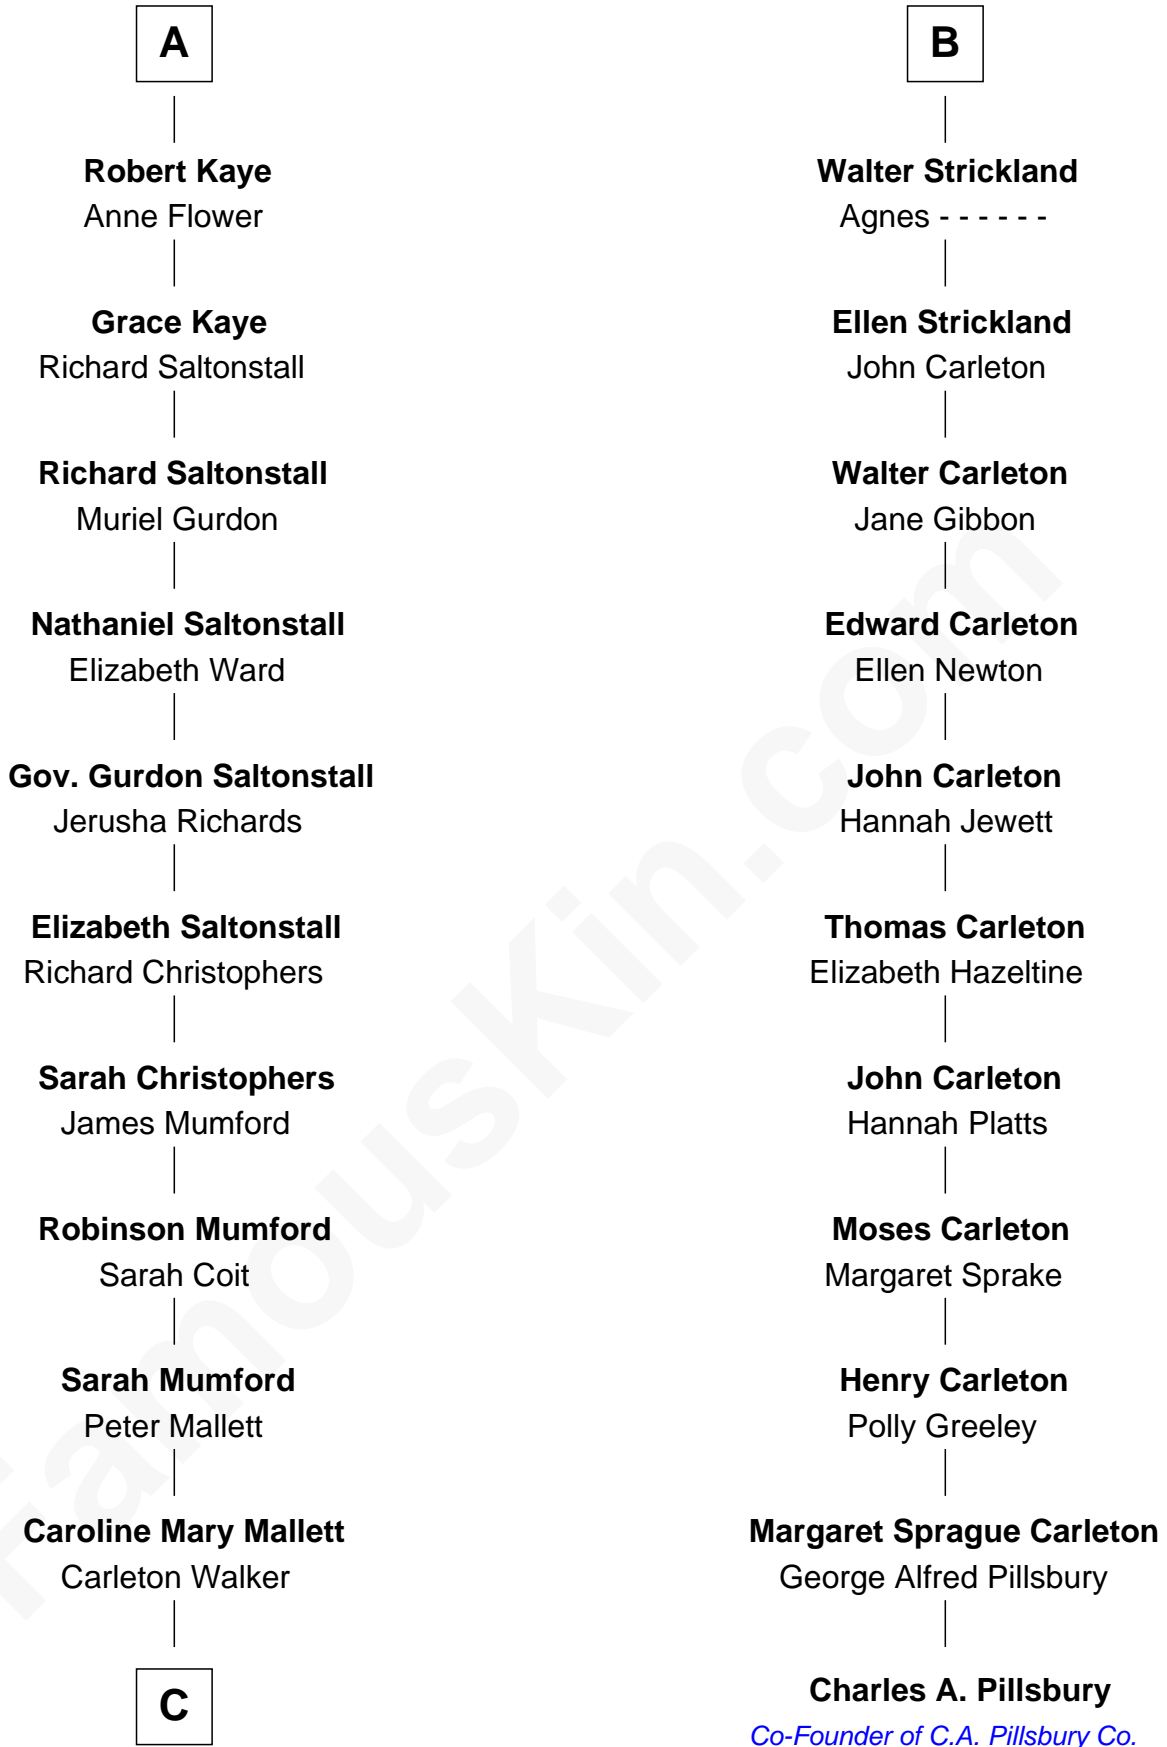 A
Robert Kaye
Anne Flower
Grace Kaye
Richard Saltonstall
Richard Saltonstall
Muriel Gurdon
Nathaniel Saltonstall
Elizabeth Ward
Gov. Gurdon Saltonstall
Jerusha Richards
Elizabeth Saltonstall
Richard Christophers
Sarah Christophers
James Mumford
Robinson Mumford
Sarah Coit
Sarah Mumford
Peter Mallett
Caroline Mary Mallett
Carleton Walker
C
B
Walter Strickland
Agnes - - - - - -
Ellen Strickland
John Carleton
Walter Carleton
Jane Gibbon
Edward Carleton
Ellen Newton
John Carleton
Hannah Jewett
Thomas Carleton
Elizabeth Hazeltine
John Carleton
Hannah Platts
Moses Carleton
Margaret Sprake
Henry Carleton
Polly Greeley
Margaret Sprague Carleton
George Alfred Pillsbury
Charles A. Pillsbury
Co-Founder of C.A. Pillsbury Co.
FamousKin.com